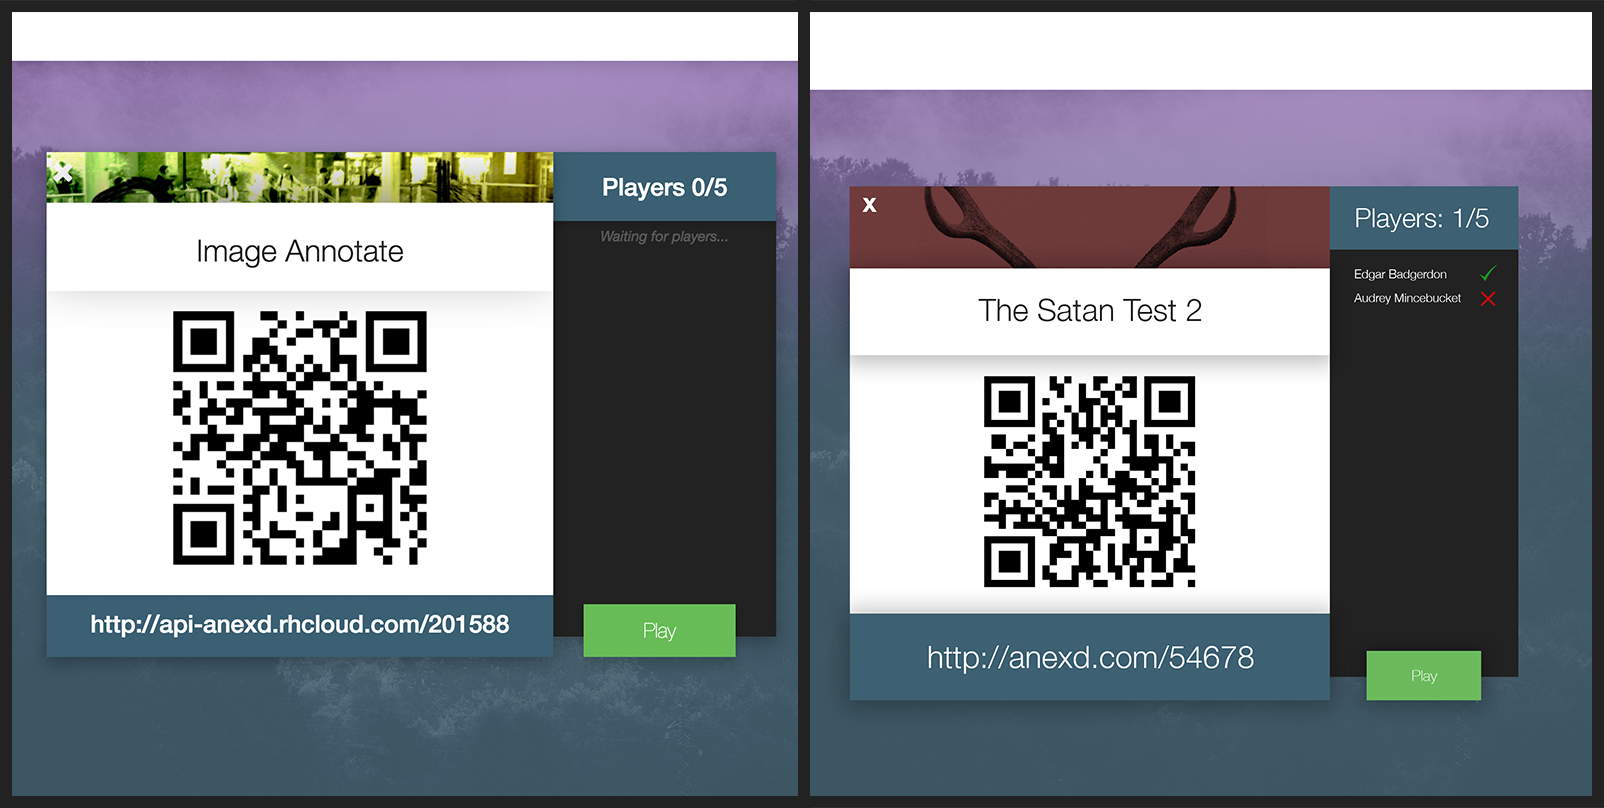 Image Annotate
http://api-anexd.rhcloud.com/201588
Players 0/5
Waiting for players...
Play
X
The Satan Test 2
http://anexd.com/54678
Players: 1/5
Edgar Badgerdon
Audrey Mincebucket
Play